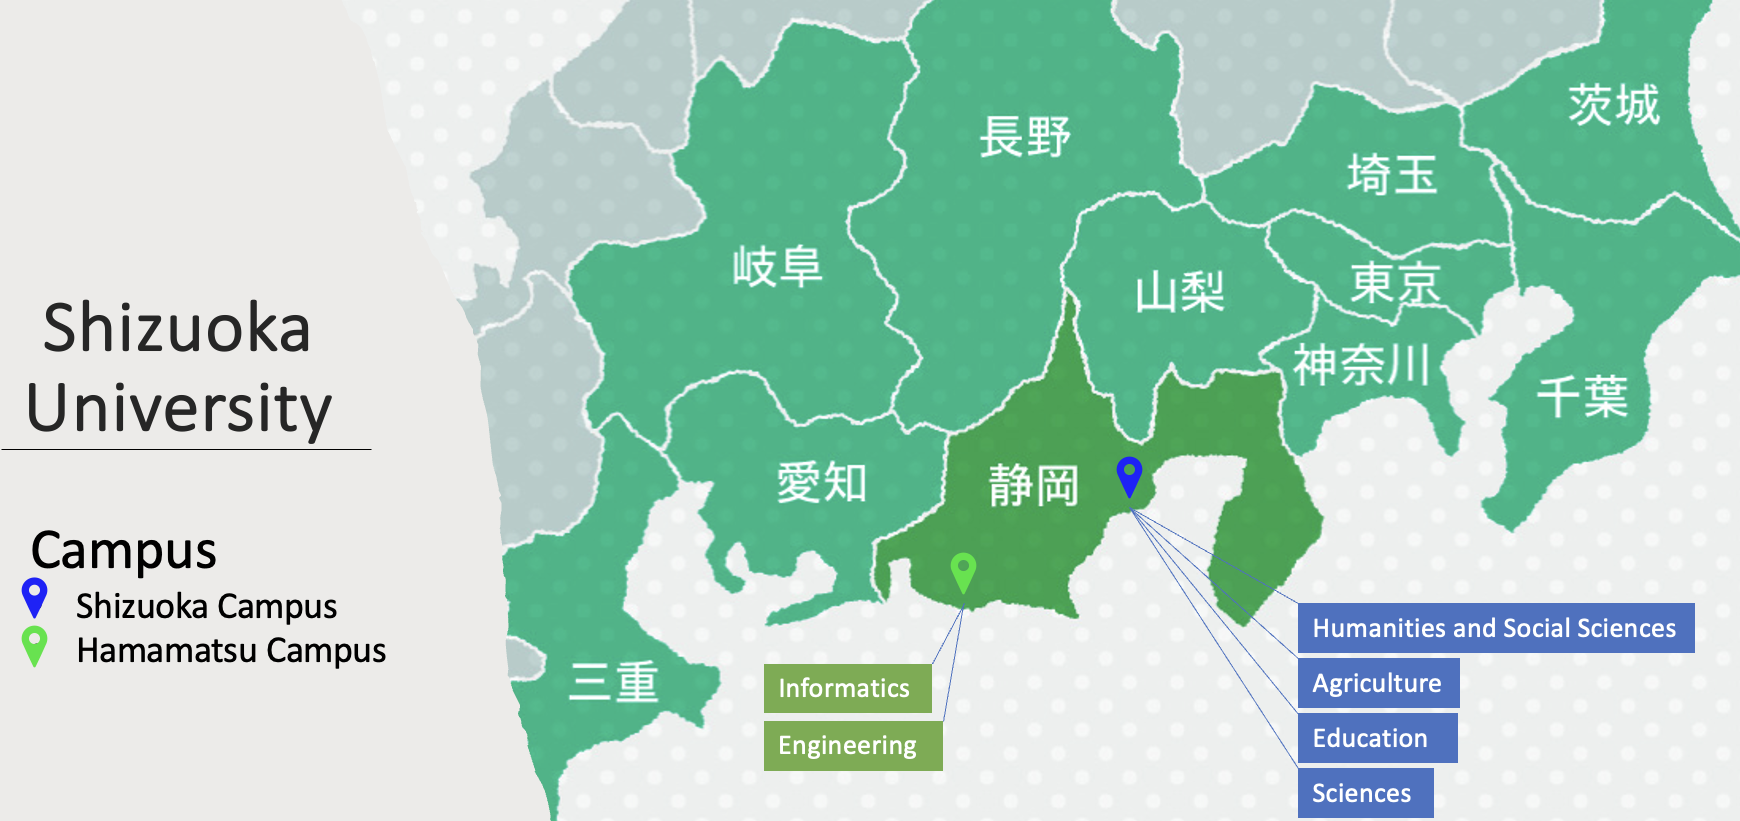 Shizuoka
University
Campus
Shizuoka Campus
Hamamatsu Campus
茨城
長野
埼玉
岐阜
山梨
東京
神奈川
千葉
愛知
静岡
三重
Informatics
Engineering
Humanities and Social Sciences
Agriculture
Education
Sciences